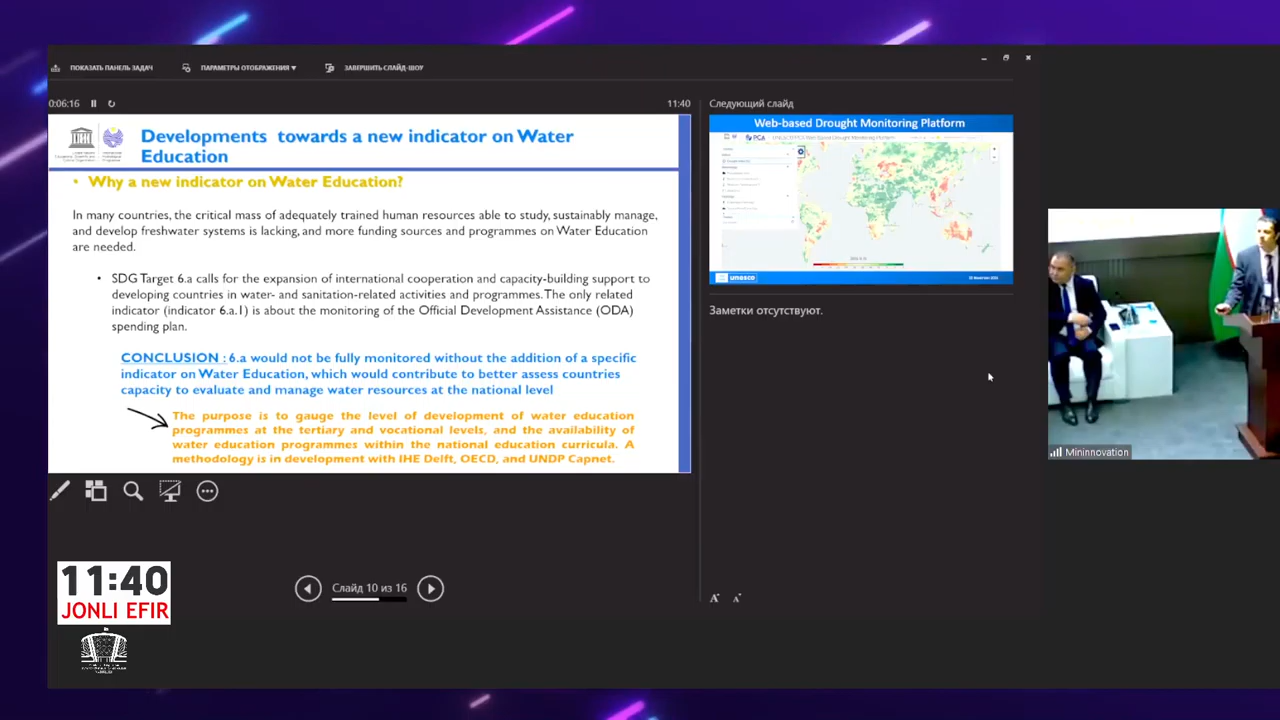 ПОКАЗАТЬ ПАНЕЛЬ ЗАДАЧ
ПАРАМЕТРЫ ОТОБРАЖЕНИЯ ▾
ЗАВЕРШИТЬ СЛАЙД-ШОУ
0:06:16
11:40
Следующий слайд
Developments towards a new indicator on Water
Education
• Why a new indicator on Water Education?
In many countries, the critical mass of adequately trained human resources able to study, sustainably manage,
and develop freshwater systems is lacking, and more funding sources and programmes on Water Education
are needed.
• SDG Target 6.a calls for the expansion of international cooperation and capacity-building support to
developing countries in water- and sanitation-related activities and programmes. The only related
indicator (indicator 6.a.1) is about the monitoring of the Official Development Assistance (ODA)
spending plan.
CONCLUSION : 6.a would not be fully monitored without the addition of a specific
indicator on Water Education, which would contribute to better assess countries
capacity to evaluate and manage water resources at the national level
The purpose is to gauge the level of development of water education
programmes at the tertiary and vocational levels, and the availability of
water education programmes within the national education curricula. A
methodology is in development with IHE Delft, OECD, and UNDP Capnet.
Web-based Drought Monitoring Platform
PCA
unesco
Заметки отсутствуют.
Mininnovation
Слайд 10 из 16
11:40
JONLI EFIR